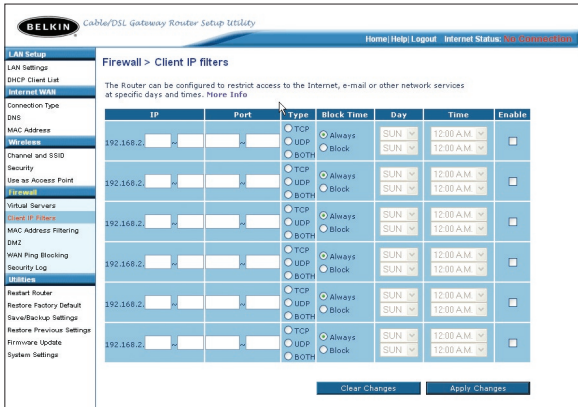 BELKIN Cable/DSL Gateway Router Setup Utility
Home|Help|Logout Internet Status: No Connection
LAN Setup
LAN Settings
DHCP Client List
Internet WAN
Connection Type
DNS
MAC Address
Wireless
Channel and SSID
Security
Use as Access Point
Firewall
Virtual Servers
Client IP Filters
MAC Address Filtering
DMZ
WAN Ping Blocking
Security Log
Utilities
Restart Router
Restore Factory Default
Save/Backup Settings
Restore Previous Settings
Firmware Update
System Settings
Firewall > Client IP filters
The Router can be configured to restrict access to the Internet, e-mail or other network services
at specific days and times. More Info
IP Port Type Block Time Day Time Enable
192.168.2. ~ ~ TCP UDP BOTH Always Block SUN SUN 12:00 A.M. 12:00 A.M.
192.168.2. ~ ~ TCP UDP BOTH Always Block SUN SUN 12:00 A.M. 12:00 A.M.
192.168.2. ~ ~ TCP UDP BOTH Always Block SUN SUN 12:00 A.M. 12:00 A.M.
192.168.2. ~ ~ TCP UDP BOTH Always Block SUN SUN 12:00 A.M. 12:00 A.M.
192.168.2. ~ ~ TCP UDP BOTH Always Block SUN SUN 12:00 A.M. 12:00 A.M.
192.168.2. ~ ~ TCP UDP BOTH Always Block SUN SUN 12:00 A.M. 12:00 A.M.
Clear Changes Apply Changes